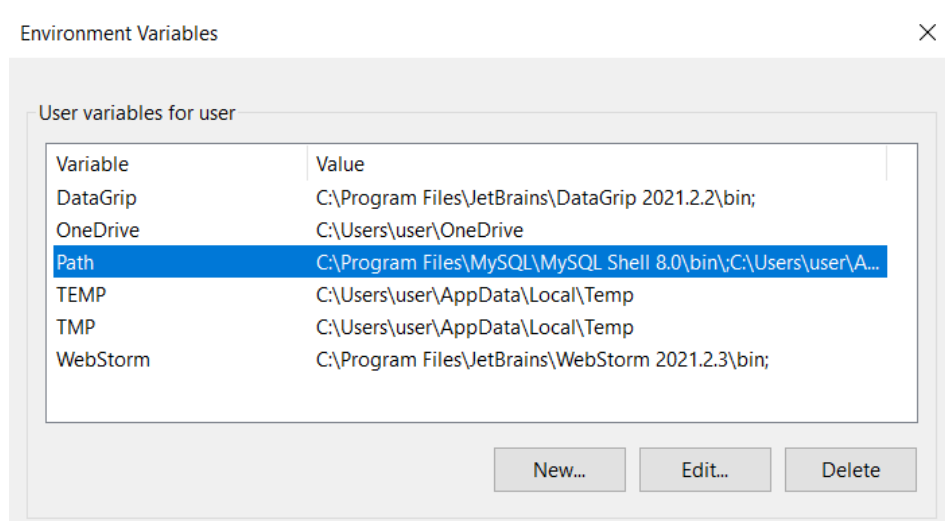 Environment Variables
User variables for user
Variable Value
DataGrip C:\Program Files\JetBrains\DataGrip 2021.2.2\bin;
OneDrive C:\Users\user\OneDrive
Path C:\Program Files\MySQL\MySQL Shell 8.0\bin\;C:\Users\user\A...
TEMP C:\Users\user\AppData\Local\Temp
TMP C:\Users\user\AppData\Local\Temp
WebStorm C:\Program Files\JetBrains\WebStorm 2021.2.3\bin;
New... Edit... Delete